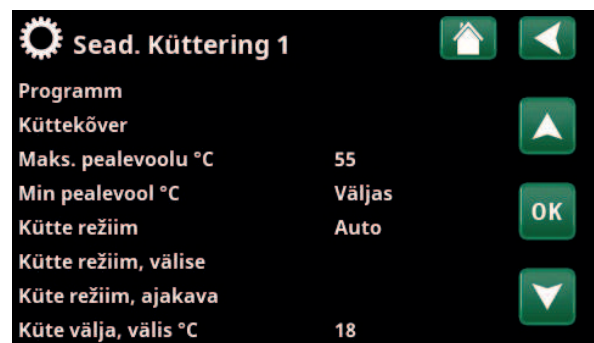 Sead. Küttering 1
Programm
Küttekõver
Maks. pealevoolu °C 55
Min pealevool °C Väljas
Kütte režiim Auto
Kütte režiim, välise
Küte režiim, ajakava
Küte välja, välis °C 18
OK